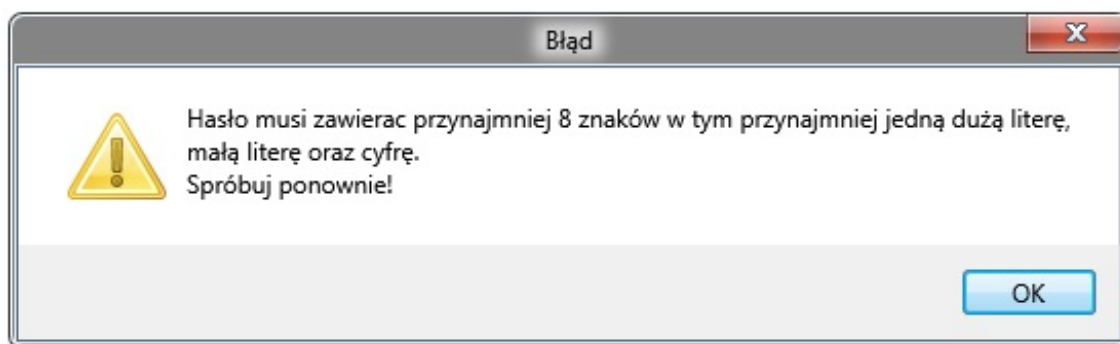 Błąd
Hasło musi zawierac przynajmniej 8 znaków w tym przynajmniej jedną dużą literę,
małą literę oraz cyfrę.
Spróbuj ponownie!
OK